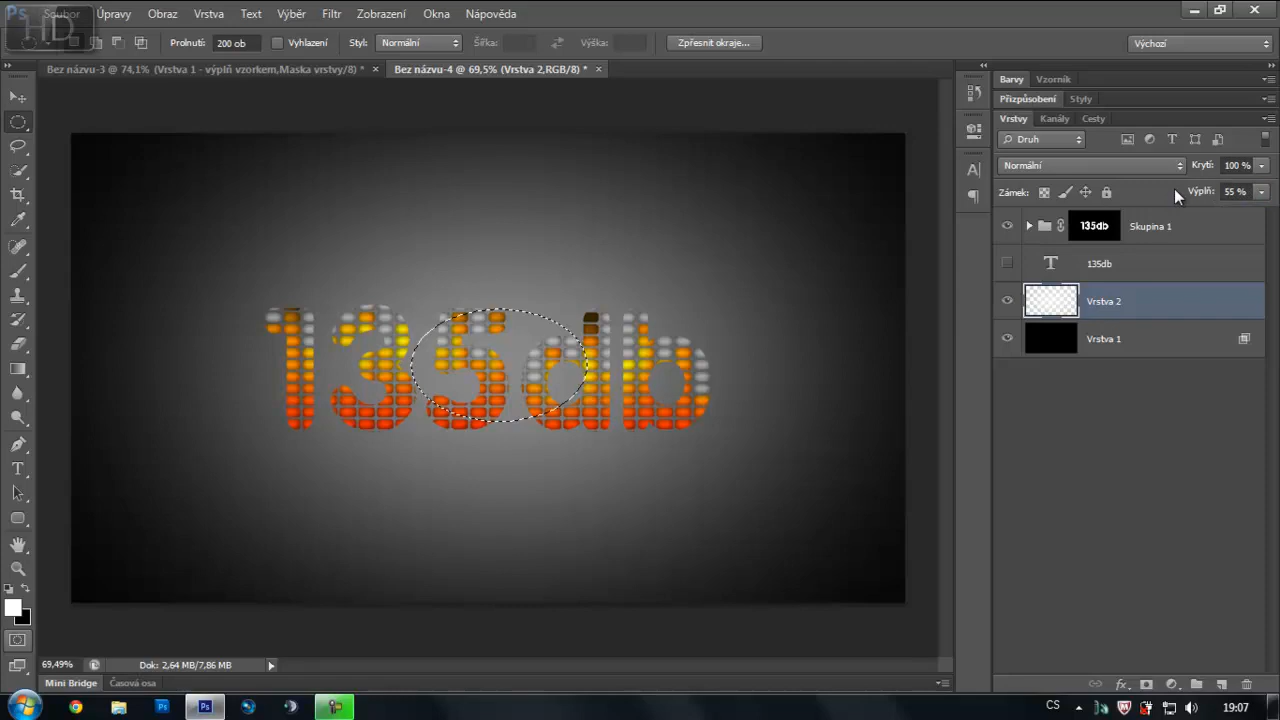 Ps Soubor Úpravy Obraz Vrstva Text Výběr Filtr Zobrazení Okna Nápověda
HD
Prolnutí: 200 ob Vyhlazení Styl: Normální Šířka: Výška: Zpřesnit okraje... Výchozí
Bez názvu-3 @ 74,1% (Vrstva 1 - výplň vzorkem,Maska vrstvy/8) * × Bez názvu-4 @ 69,5% (Vrstva 2,RGB/8) * ×
Barvy Vzorník
Přizpůsobení Styly
Vrstvy Kanály Cesty
Druh
Normální Krytí: 100 %
Zámek: Výplň: 55 %
135db Skupina 1
T 135db
Vrstva 2
Vrstva 1
135db
69,49% Dok: 2,64 MB/7,86 MB
Mini Bridge Časová osa
CS 19:07